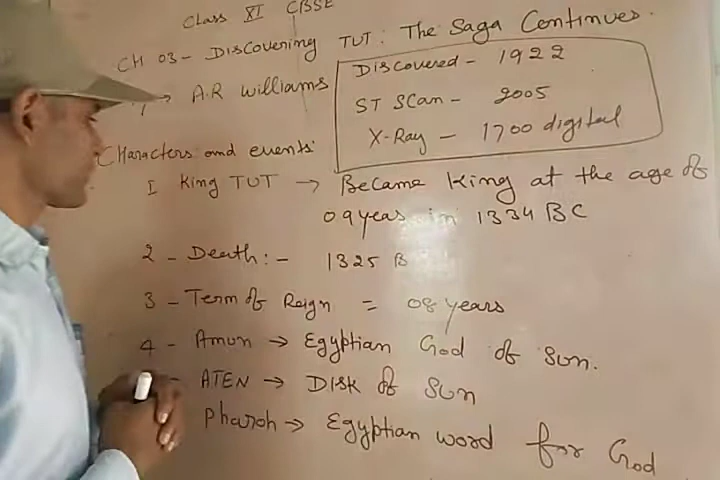 Class XI CBSE
CH 03 - Discovering TUT: The Saga Continues.
→ A.R williams
Discovered - 1922
ST SCan - 2005
X-Ray - 1700 digital
CHaracters and events
I King TUT → Became King at the age of
09 year in 1334 BC
2 - Death:- 1325 B
3 - Term of Reign = 08 years
4 - Amun → Egyptian God of Sun.
ATEN → DISK of Sun
Pharoh → Egyptian word for God